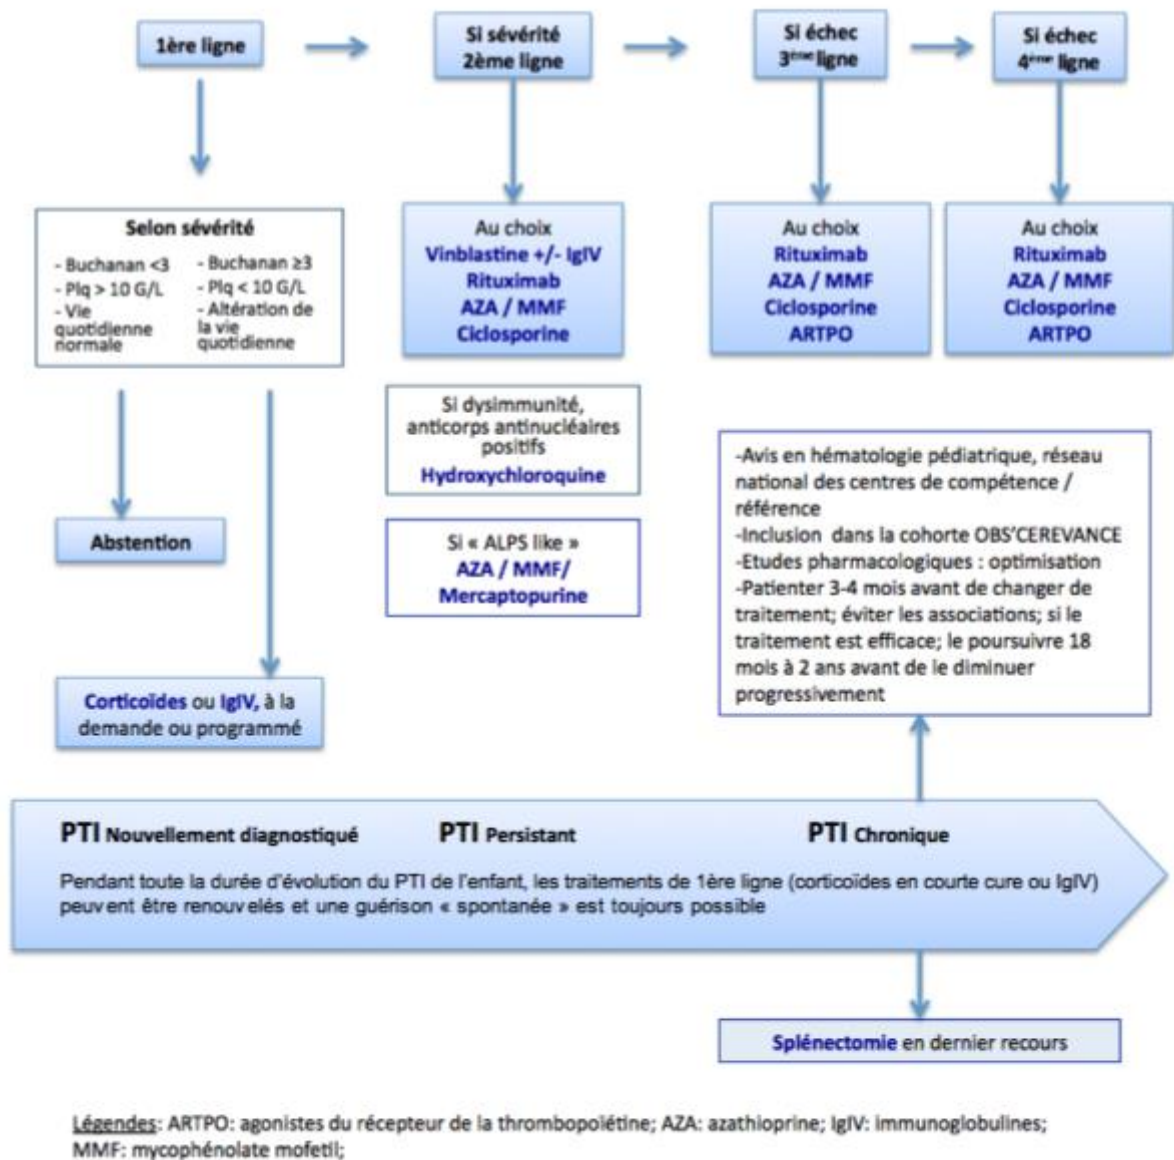 1ère ligne
Si sévérité
2ème ligne
Si échec
3ème ligne
Si échec
4ème ligne
Selon sévérité
- Buchanan <3
- Plq > 10 G/L
- Vie
quotidienne
normale
- Buchanan ≥3
- Plq < 10 G/L
- Altération de
la vie
quotidienne
Au choix
Vinblastine +/- IgIV
Rituximab
AZA / MMF
Ciclosporine
Au choix
Rituximab
AZA / MMF
Ciclosporine
ARTPO
Au choix
Rituximab
AZA / MMF
Ciclosporine
ARTPO
Si dysimmunité,
anticorps antinucléaires
positifs
Hydroxychloroquine
Si « ALPS like »
AZA / MMF/
Mercaptopurine
-Avis en hématologie pédiatrique, réseau
national des centres de compétence /
référence
-Inclusion dans la cohorte OBS'CEREVANCE
-Etudes pharmacologiques : optimisation
-Patienter 3-4 mois avant de changer de
traitement; éviter les associations; si le
traitement est efficace; le poursuivre 18
mois à 2 ans avant de le diminuer
progressivement
Abstention
Corticoïdes ou IgIV, à la
demande ou programmé
PTI Nouvellement diagnostiqué
PTI Persistant
PTI Chronique
Pendant toute la durée d'évolution du PTI de l'enfant, les traitements de 1ère ligne (corticoïdes en courte cure ou IgIV)
peuvent être renouvelés et une guérison « spontanée » est toujours possible
Splénectomie en dernier recours
Légendes: ARTPO: agonistes du récepteur de la thrombopoïétine; AZA: azathioprine; IgIV: immunoglobulines;
MMF: mycophénolate mofetil;